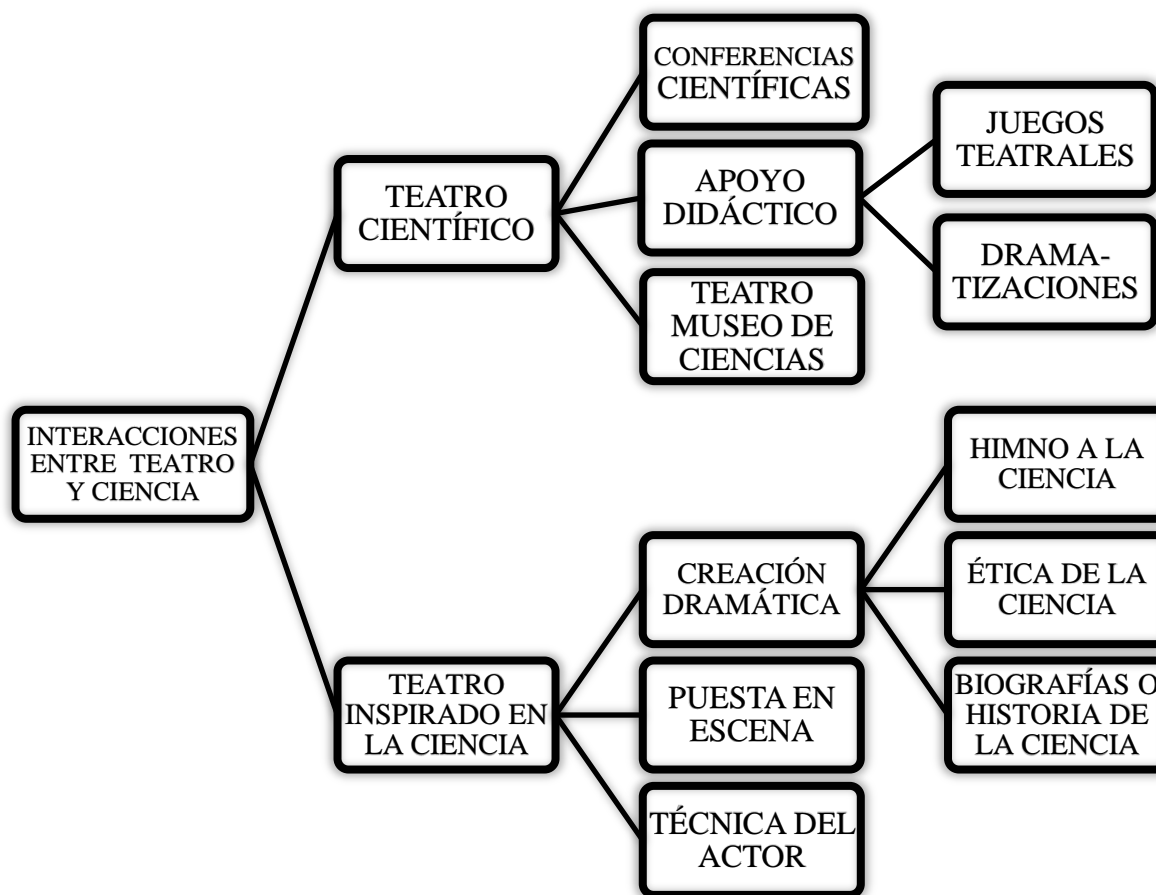 INTERACCIONES
ENTRE TEATRO
Y CIENCIA
TEATRO
CIENTÍFICO
CONFERENCIAS
CIENTÍFICAS
APOYO
DIDÁCTICO
JUEGOS
TEATRALES
DRAMA-
TIZACIONES
TEATRO
MUSEO DE
CIENCIAS
TEATRO
INSPIRADO EN
LA CIENCIA
CREACIÓN
DRAMÁTICA
HIMNO A LA
CIENCIA
ÉTICA DE LA
CIENCIA
BIOGRAFÍAS O
HISTORIA DE
LA CIENCIA
PUESTA EN
ESCENA
TÉCNICA DEL
ACTOR